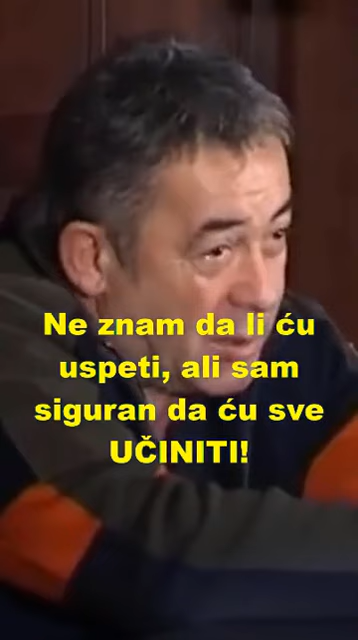 Ne znam da li ću
uspeti, ali sam
siguran da ću sve
UČINITI!